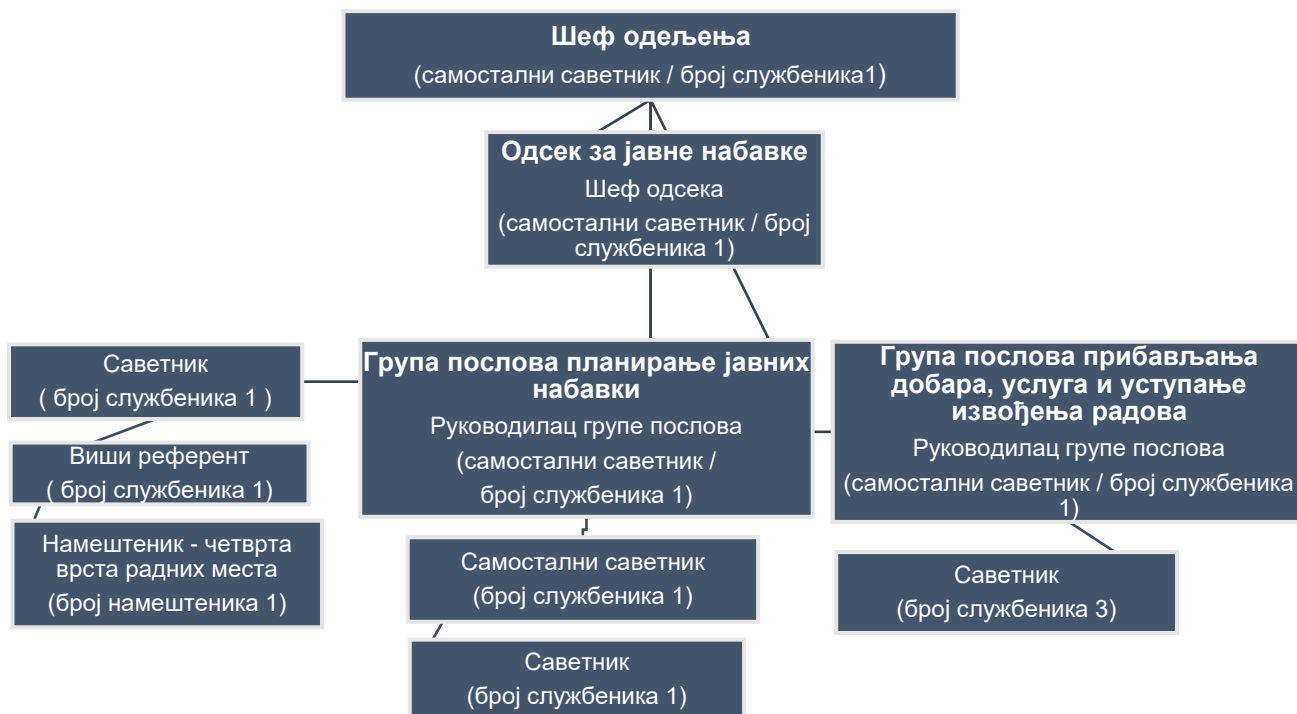 Шеф одељења
(самостални саветник / број службеника1)
Одсек за јавне набавке
Шеф одсека
(самостални саветник / број
службеника 1)
Саветник
( број службеника 1 )
Виши референт
( број службеника 1)
Намештеник - четврта
врста радних места
(број намештеника 1)
Група послова планирање јавних
набавки
Руководилац групе послова
(самостални саветник /
број службеника 1)
Самостални саветник
(број службеника 1)
Саветник
(број службеника 1)
Група послова прибављања
добара, услуга и уступање
извођења радова
Руководилац групе послова
(самостални саветник / број службеника
1)
Саветник
(број службеника 3)